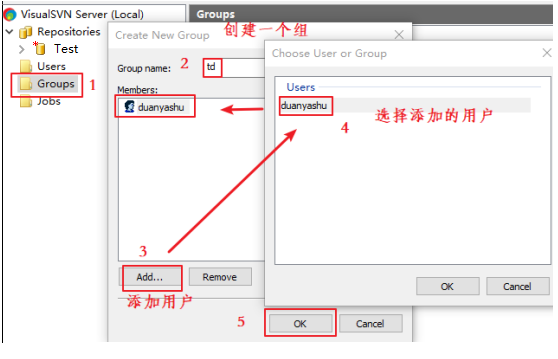 VisualSVN Server (Local)
Groups
Repositories
Test
Users
Groups
Jobs
1
Create New Group
创建一个组
Group name:
2
td
Members:
duanyashu
3
Add...
Remove
添加用户
5
OK
Cancel
Choose User or Group
Users
duanyashu
4
选择添加的用户
OK
Cancel